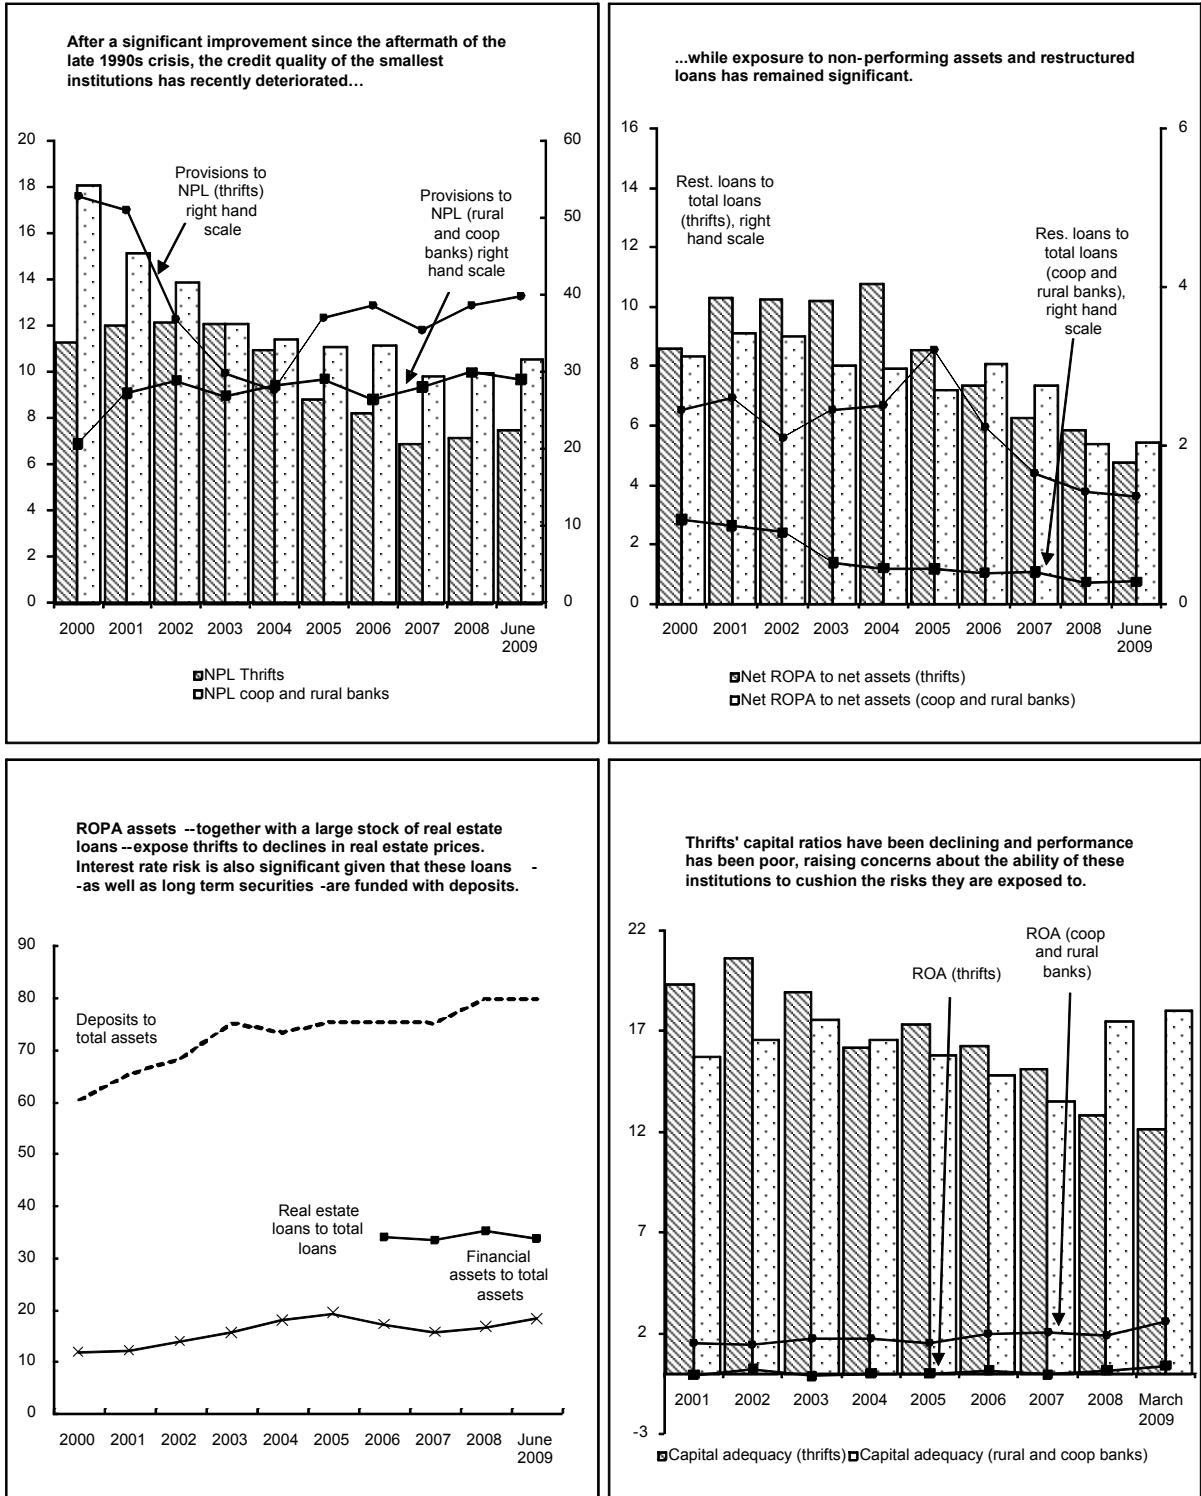 After a significant improvement since the aftermath of the
late 1990s crisis, the credit quality of the smallest
institutions has recently deteriorated…
20
18
16
14
12
10
8
6
4
2
0
60
50
40
30
20
10
0
Provisions to
NPL (thrifts)
right hand
scale
Provisions to
NPL (rural
and coop
banks) right
hand scale
2000 2001 2002 2003 2004 2005 2006 2007 2008 June
2009
NPL Thrifts
NPL coop and rural banks
...while exposure to non-performing assets and restructured
loans has remained significant.
16
14
12
10
8
6
4
2
0
6
4
2
0
Rest. loans to
total loans
(thrifts), right
hand scale
Res. loans to
total loans
(coop and
rural banks),
right hand
scale
2000 2001 2002 2003 2004 2005 2006 2007 2008 June
2009
Net ROPA to net assets (thrifts)
Net ROPA to net assets (coop and rural banks)
ROPA assets --together with a large stock of real estate
loans --expose thrifts to declines in real estate prices.
Interest rate risk is also significant given that these loans -
-as well as long term securities -are funded with deposits.
90
80
70
60
50
40
30
20
10
0
Deposits to
total assets
Real estate
loans to total
loans
Financial
assets to total
assets
2000 2001 2002 2003 2004 2005 2006 2007 2008 June
2009
Thrifts' capital ratios have been declining and performance
has been poor, raising concerns about the ability of these
institutions to cushion the risks they are exposed to.
22
17
12
7
2
-3
ROA (thrifts)
ROA (coop
and rural
banks)
2001 2002 2003 2004 2005 2006 2007 2008 March
2009
Capital adequacy (thrifts) Capital adequacy (rural and coop banks)